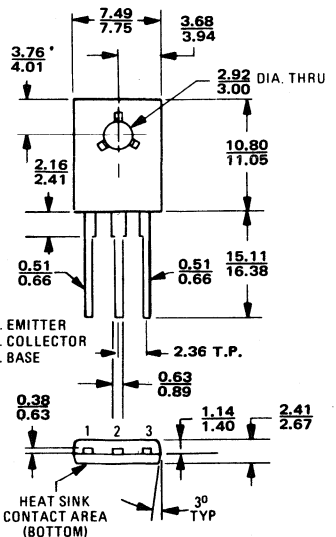 7.49
7.75
3.68
3.94
3.76
4.01
2.92 DIA. THRU
3.00
10.80
11.05
2.16
2.41
15.11
16.38
0.51
0.66
0.51
0.66
. EMITTER
. COLLECTOR
. BASE
2.36 T.P.
0.63
0.89
0.38
0.63
1 2 3
1.14
1.40
2.41
2.67
HEAT SINK
CONTACT AREA
(BOTTOM)
3°
TYP